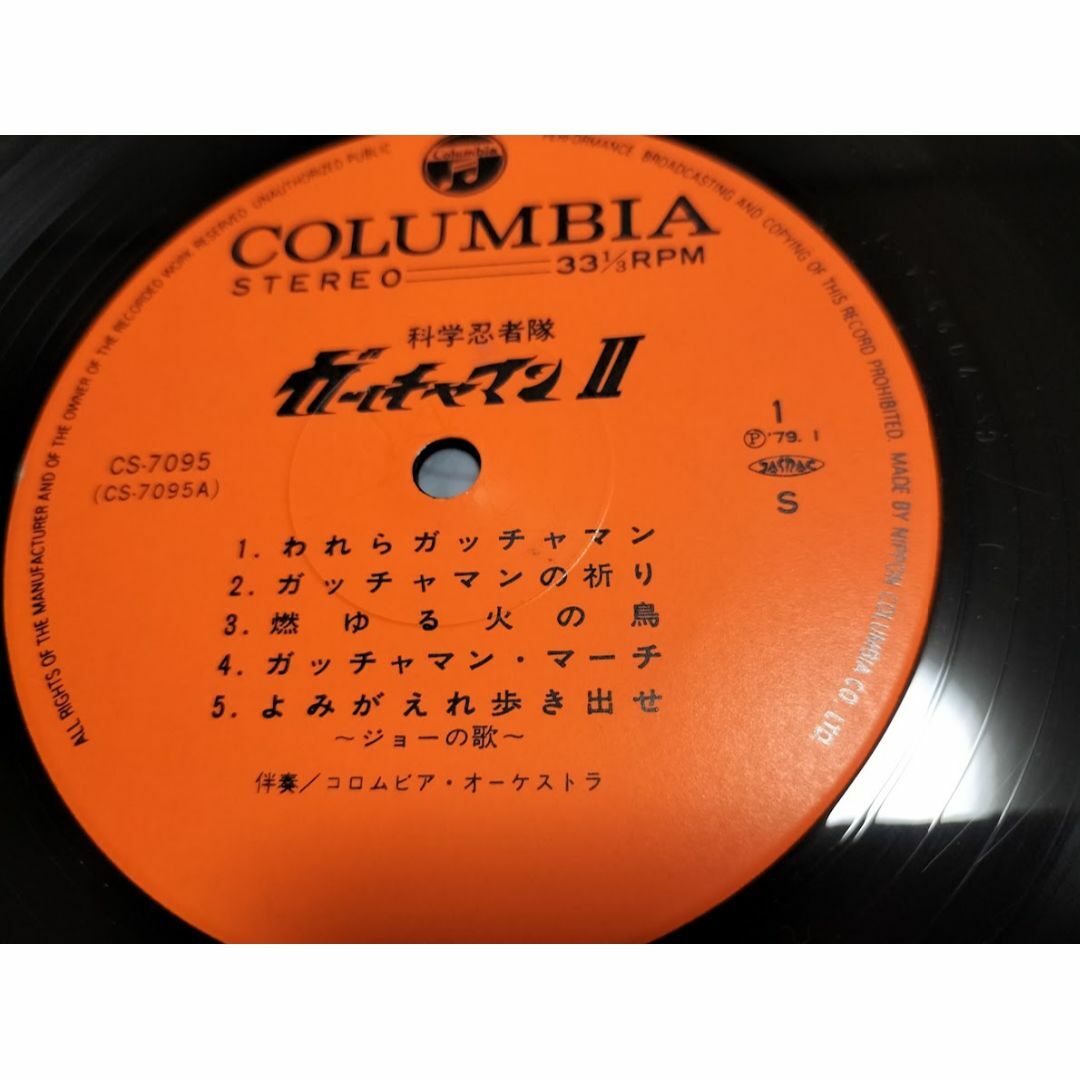 Columbia
COLUMBIA
STEREO 33 1/3 RPM
科学忍者隊
ガッチャマン II
CS-7095
(CS-7095A)
1
Ⓟ '79. 1
JASRAC
S
1. われらガッチャマン
2. ガッチャマンの祈り
3. 燃ゆる火の鳥
4. ガッチャマン・マーチ
5. よみがえれ歩き出せ
～ジョーの歌～
伴奏/コロムビア・オーケストラ
ALL RIGHTS OF THE MANUFACTURER AND OF THE OWNER OF THE RECORDED WORK RESERVED. UNAUTHORIZED PUBLIC PERFORMANCE. BROADCASTING AND COPYING OF THIS RECORD PROHIBITED. MADE BY NIPPON COLUMBIA CO. LTD.